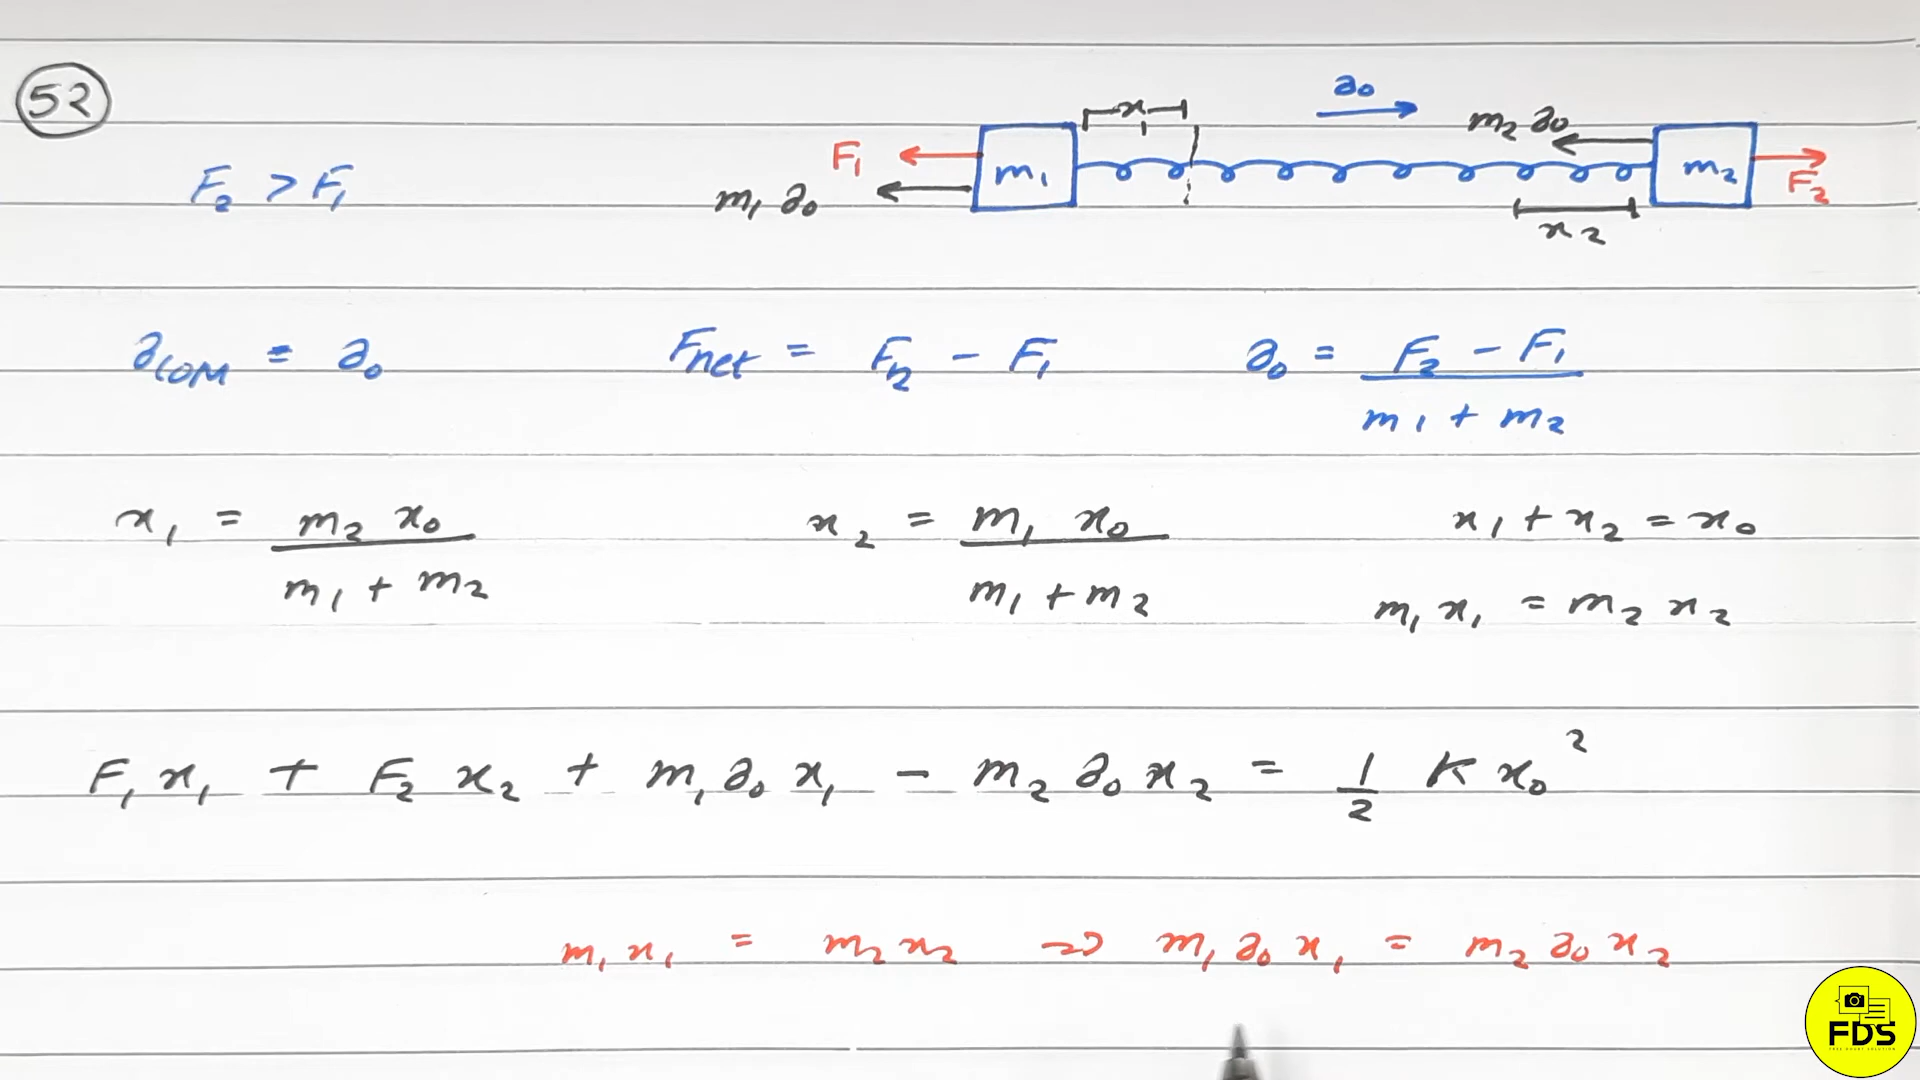 52
a₀
x
m₂a₀
F₁ m₁ m₂ F₂
F₂ > F₁
m₁a₀
x₂
a_COM = a₀ F_net = F₂ - F₁ a₀ = (F₂ - F₁)/(m₁ + m₂)
x₁ = m₂x₀/(m₁ + m₂) x₂ = m₁x₀/(m₁ + m₂) x₁ + x₂ = x₀
m₁x₁ = m₂x₂
F₁x₁ + F₂x₂ + m₁a₀x₁ - m₂a₀x₂ = 1/2 Kx₀²
m₁x₁ = m₂x₂ ⇒ m₁a₀x₁ = m₂a₀x₂
FDS